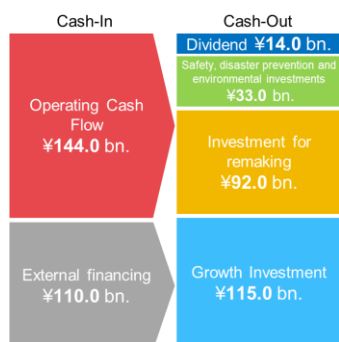 Cash-In
Cash-Out
Operating Cash
Flow
¥144.0 bn.
External financing
¥110.0 bn.
Dividend ¥14.0 bn.
Safety, disaster prevention and
environmental investments
¥33.0 bn.
Investment for
remaking
¥92.0 bn.
Growth Investment
¥115.0 bn.